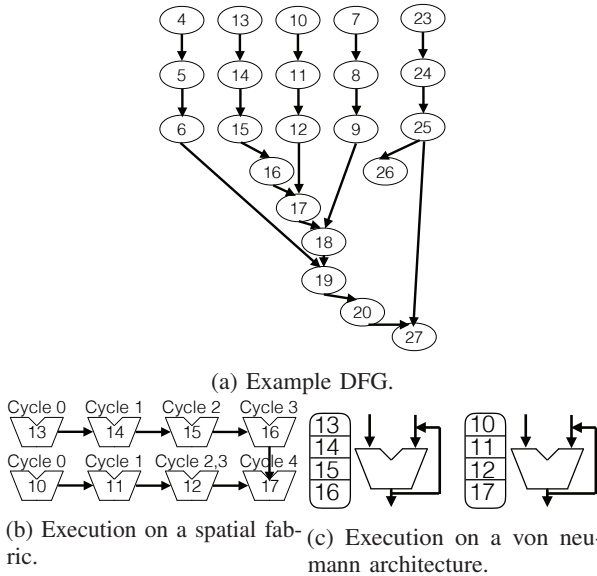 4 13 10 7 23
5 14 11 8 24
6 15 12 9 25
16 26
17
18
19
20
27
(a) Example DFG.
Cycle 0 Cycle 1 Cycle 2 Cycle 3
13 14 15 16
Cycle 0 Cycle 1 Cycle 2,3 Cycle 4
10 11 12 17
(b) Execution on a spatial fab-
ric.
13
14
15
16
10
11
12
17
(c) Execution on a von neu-
mann architecture.